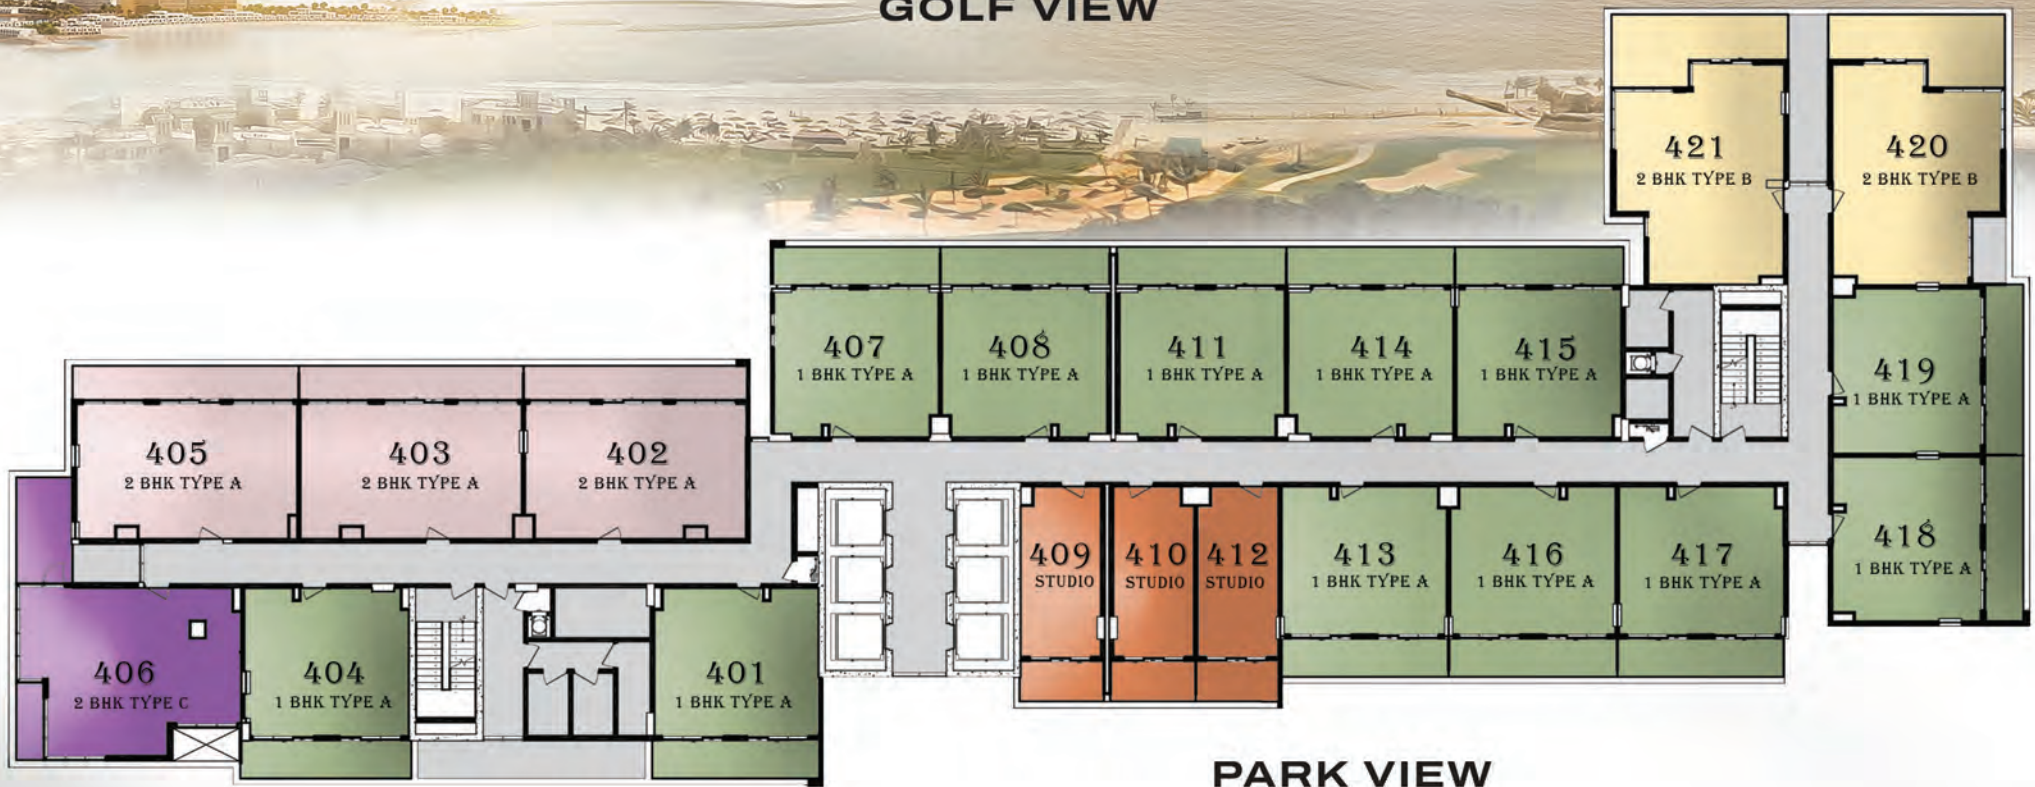 GOLF VIEW
421
2 BHK TYPE B
420
2 BHK TYPE B
407
1 BHK TYPE A
408
1 BHK TYPE A
411
1 BHK TYPE A
414
1 BHK TYPE A
415
1 BHK TYPE A
419
1 BHK TYPE A
405
2 BHK TYPE A
403
2 BHK TYPE A
402
2 BHK TYPE A
409
STUDIO
410
STUDIO
412
STUDIO
413
1 BHK TYPE A
416
1 BHK TYPE A
417
1 BHK TYPE A
418
1 BHK TYPE A
406
2 BHK TYPE C
404
1 BHK TYPE A
401
1 BHK TYPE A
PARK VIEW